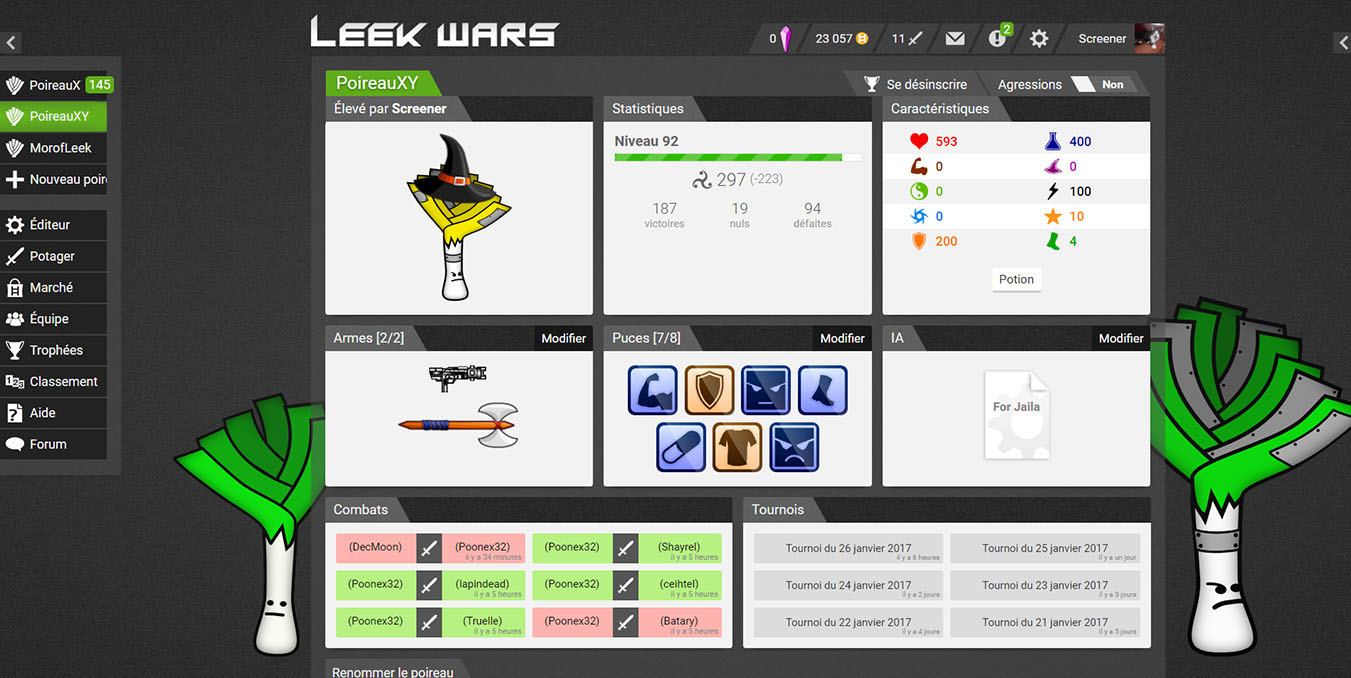 LEEK WARS
0
23 057
11
2
Screener
PoireauX 145
PoireauXY
MorofLeek
Nouveau poir
Éditeur
Potager
Marché
Équipe
Trophées
Classement
Aide
Forum
PoireauXY
Se désinscrire
Agressions
Non
Élevé par Screener
Statistiques
Niveau 92
297 (-223)
187 19 94
victoires nuls défaites
Caractéristiques
593 400
0 0
0 100
0 10
200 4
Potion
Armes [2/2]
Modifier
Puces [7/8]
Modifier
IA
Modifier
For Jaila
Combats
(DecMoon) (Poonex32)
il y a 34 minutes
(Poonex32) (Shayrel)
il y a 5 heures
(Poonex32) (lapindead)
il y a 5 heures
(Poonex32) (ceihtel)
il y a 5 heures
(Poonex32) (Truelle)
il y a 5 heures
(Poonex32) (Batary)
il y a 5 heures
Tournois
Tournoi du 26 janvier 2017
il y a 6 heures
Tournoi du 25 janvier 2017
il y a un jour
Tournoi du 24 janvier 2017
il y a 2 jours
Tournoi du 23 janvier 2017
il y a 3 jours
Tournoi du 22 janvier 2017
il y a 4 jours
Tournoi du 21 janvier 2017
il y a 5 jours
Renommer le poireau